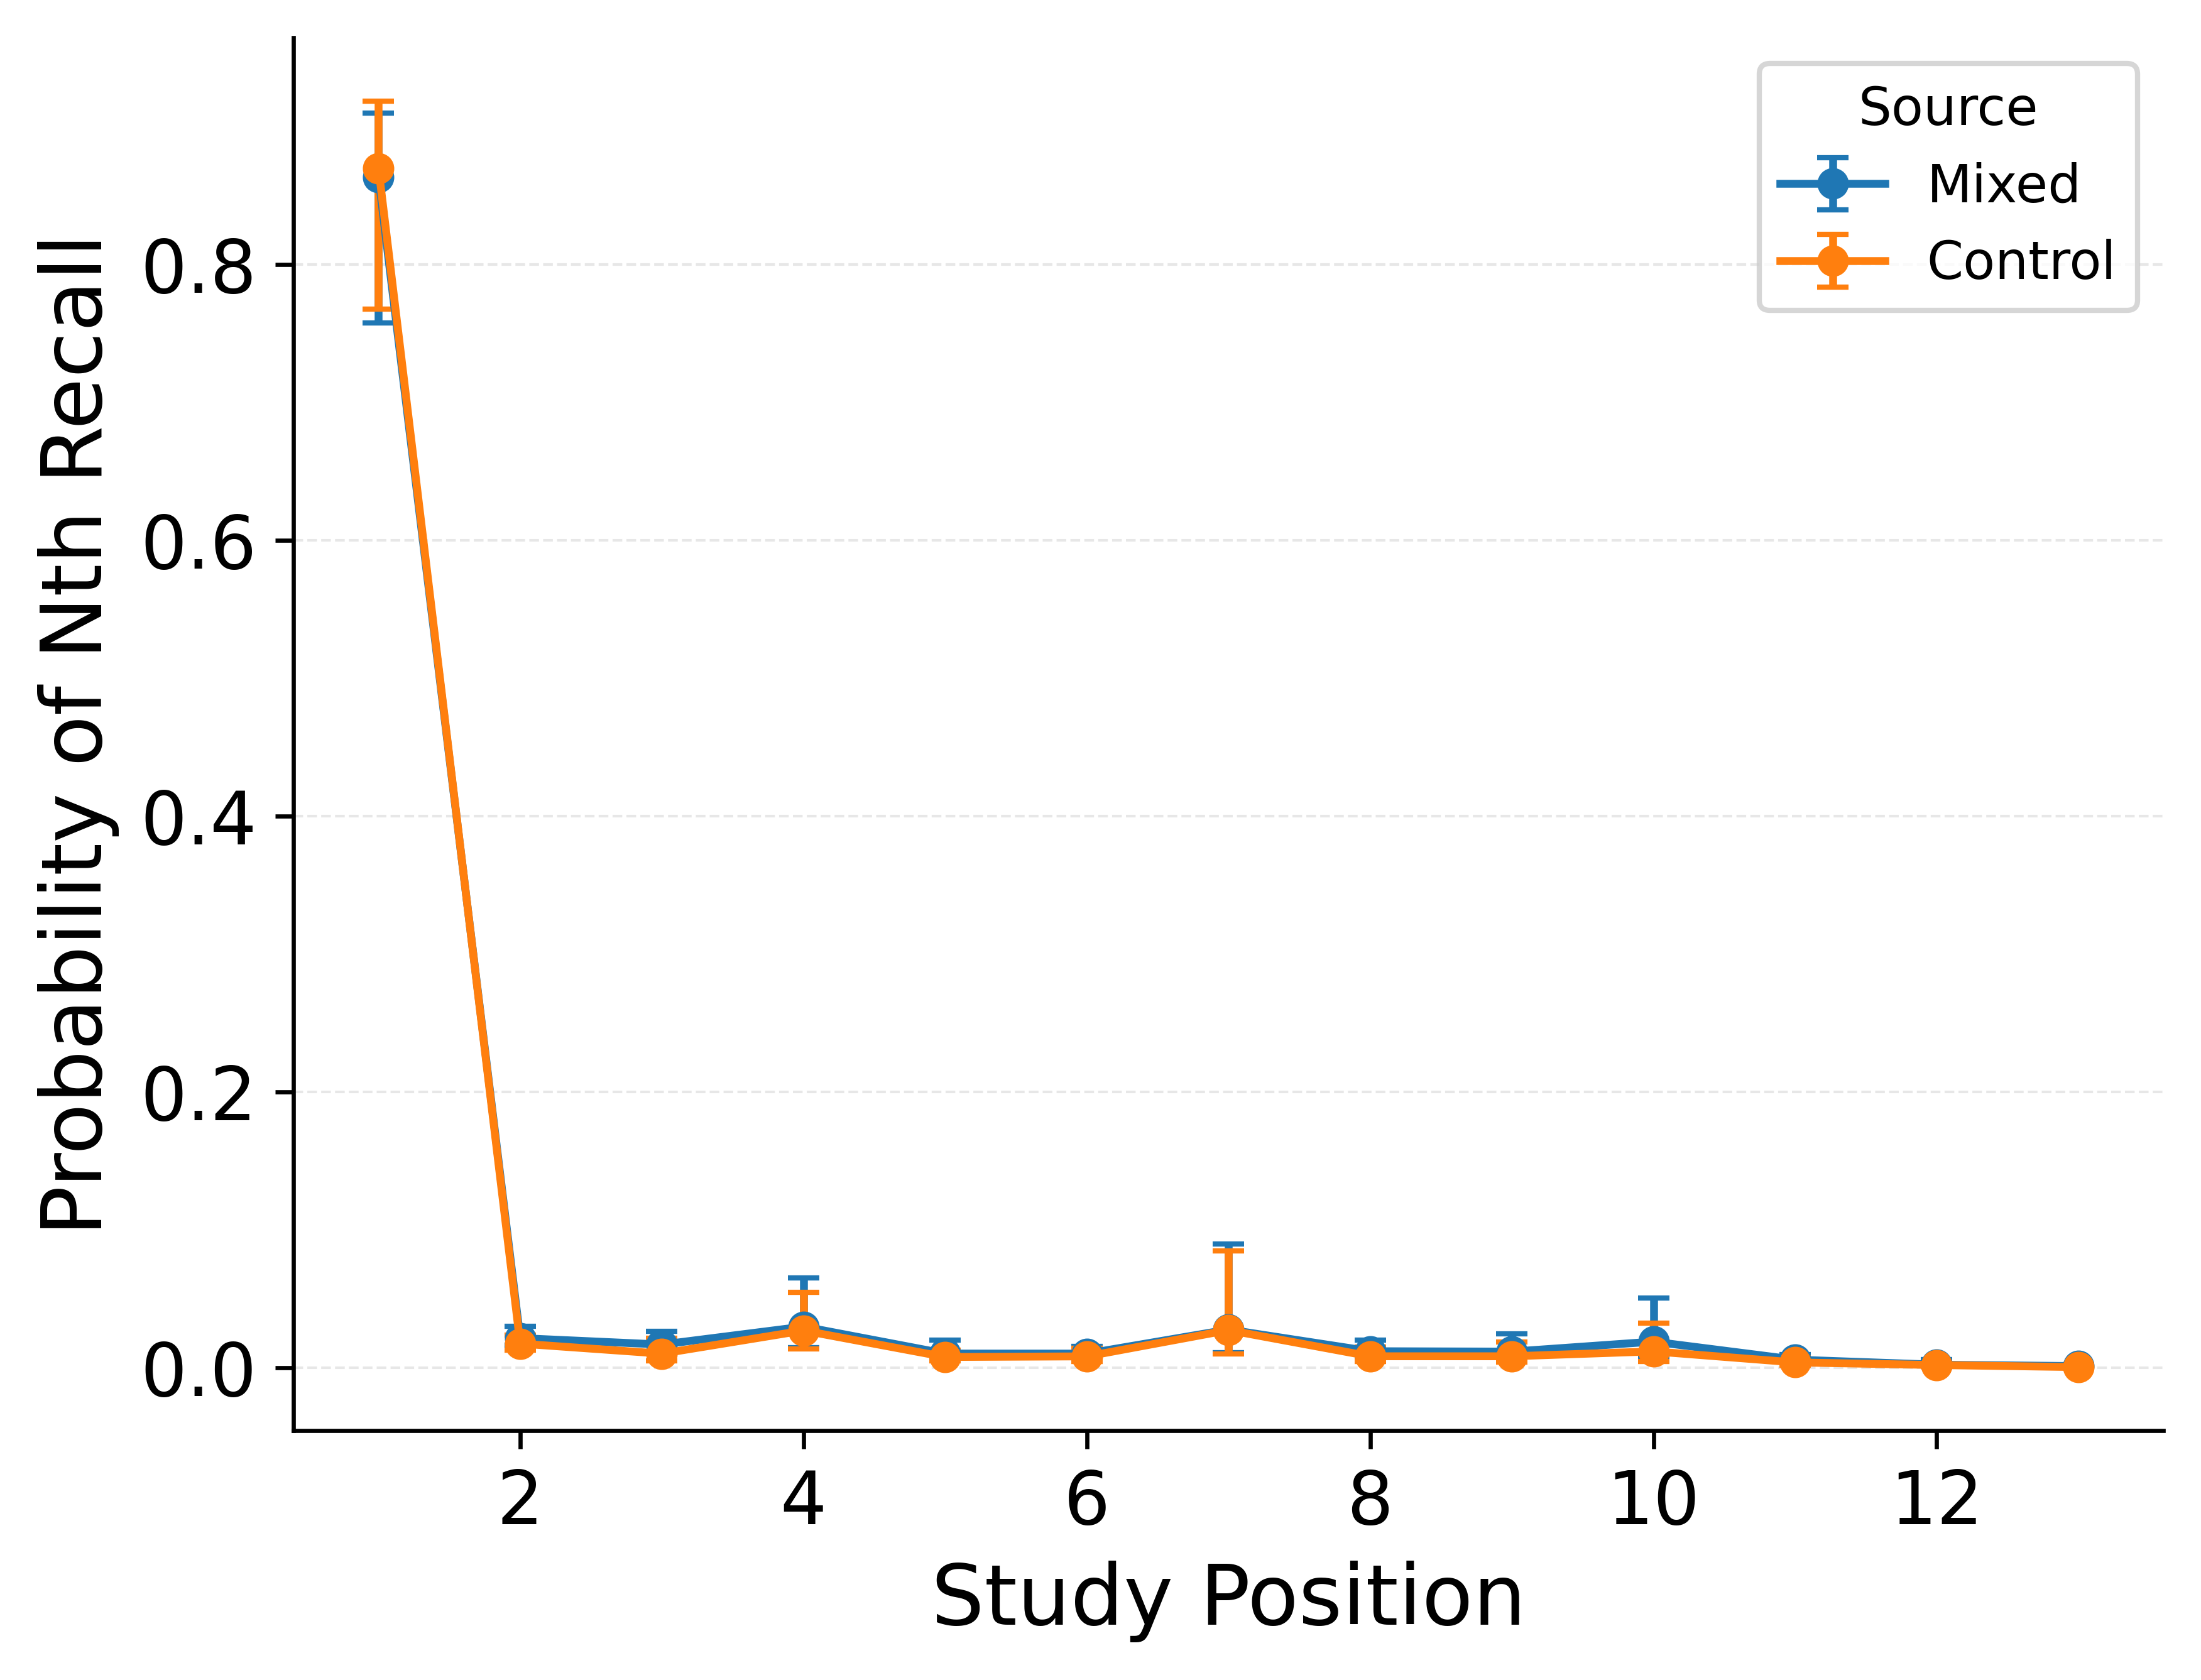 Probability of Nth Recall
0.8
0.6
0.4
0.2
0.0
2 4 6 8 10 12
Study Position
Source
Mixed
Control